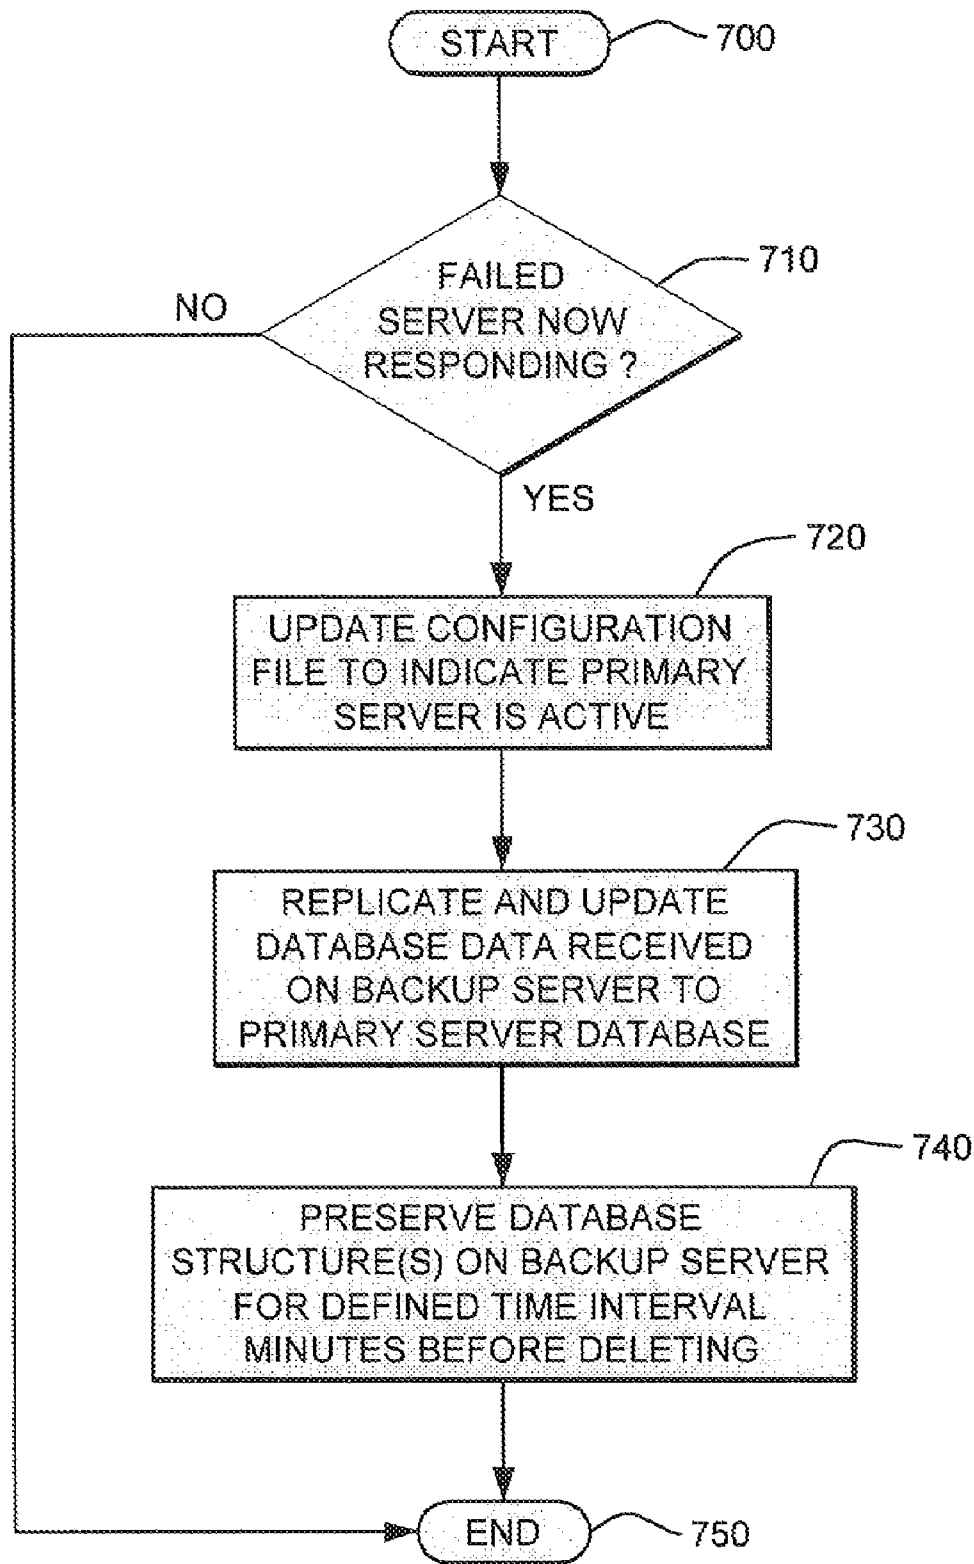 START
700
710
FAILED
SERVER NOW
RESPONDING ?
NO
YES
720
UPDATE CONFIGURATION
FILE TO INDICATE PRIMARY
SERVER IS ACTIVE
730
REPLICATE AND UPDATE
DATABASE DATA RECEIVED
ON BACKUP SERVER TO
PRIMARY SERVER DATABASE
740
PRESERVE DATABASE
STRUCTURE(S) ON BACKUP SERVER
FOR DEFINED TIME INTERVAL
MINUTES BEFORE DELETING
END
750